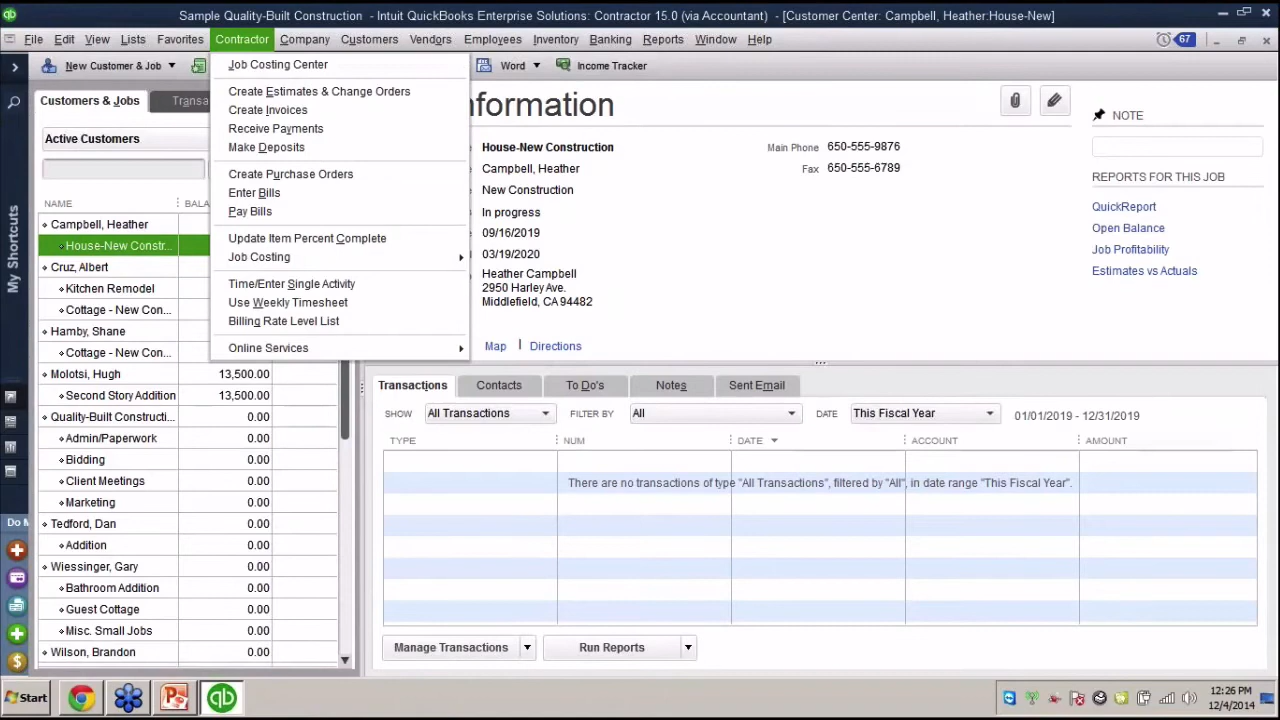 Sample Quality-Built Construction - Intuit QuickBooks Enterprise Solutions: Contractor 15.0 (via Accountant) - [Customer Center: Campbell, Heather:House-New]
File Edit View Lists Favorites Contractor Company Customers Vendors Employees Inventory Banking Reports Window Help 67
New Customer & Job Word Income Tracker
Customers & Jobs Transa
Active Customers
NAME BALA
Campbell, Heather
House-New Constr...
Cruz, Albert
Kitchen Remodel
Cottage - New Con...
Hamby, Shane
Cottage - New Con...
Molotsi, Hugh 13,500.00
Second Story Addition 13,500.00
Quality-Built Constructi... 0.00
Admin/Paperwork 0.00
Bidding 0.00
Client Meetings 0.00
Marketing 0.00
Tedford, Dan 0.00
Addition 0.00
Wiessinger, Gary 0.00
Bathroom Addition 0.00
Guest Cottage 0.00
Misc. Small Jobs 0.00
Wilson, Brandon 0.00
My Shortcuts
Do M
Job Costing Center
Create Estimates & Change Orders
Create Invoices
Receive Payments
Make Deposits
Create Purchase Orders
Enter Bills
Pay Bills
Update Item Percent Complete
Job Costing
Time/Enter Single Activity
Use Weekly Timesheet
Billing Rate Level List
Online Services
nformation
House-New Construction
Campbell, Heather
New Construction
In progress
09/16/2019
03/19/2020
Heather Campbell
2950 Harley Ave.
Middlefield, CA 94482
Map | Directions
Main Phone 650-555-9876
Fax 650-555-6789
NOTE
REPORTS FOR THIS JOB
QuickReport
Open Balance
Job Profitability
Estimates vs Actuals
Transactions Contacts To Do's Notes Sent Email
SHOW All Transactions FILTER BY All DATE This Fiscal Year 01/01/2019 - 12/31/2019
TYPE NUM DATE ACCOUNT AMOUNT
There are no transactions of type "All Transactions", filtered by "All", in date range "This Fiscal Year".
Manage Transactions Run Reports
Start
12:26 PM
12/4/2014